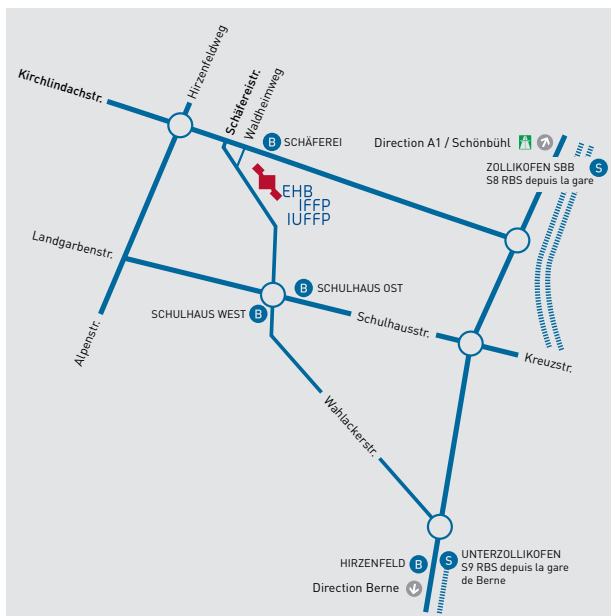 Hirzenfeldweg
Kirchlindachstr.
Schäfereistr.
Waldheimweg
B SCHÄFEREI
Direction A1 / Schönbühl
ZOLLIKOFEN SBB
S8 RBS depuis la gare
S
EHB
IFFP
IUFFP
Landgarbenstr.
B SCHULHAUS OST
SCHULHAUS WEST B
Schulhausstr.
Kreuzstr.
Alpenstr.
Wahlackerstr.
HIRZENFELD B
S UNTERZOLLIKOFEN
S9 RBS depuis la gare
de Berne
Direction Berne